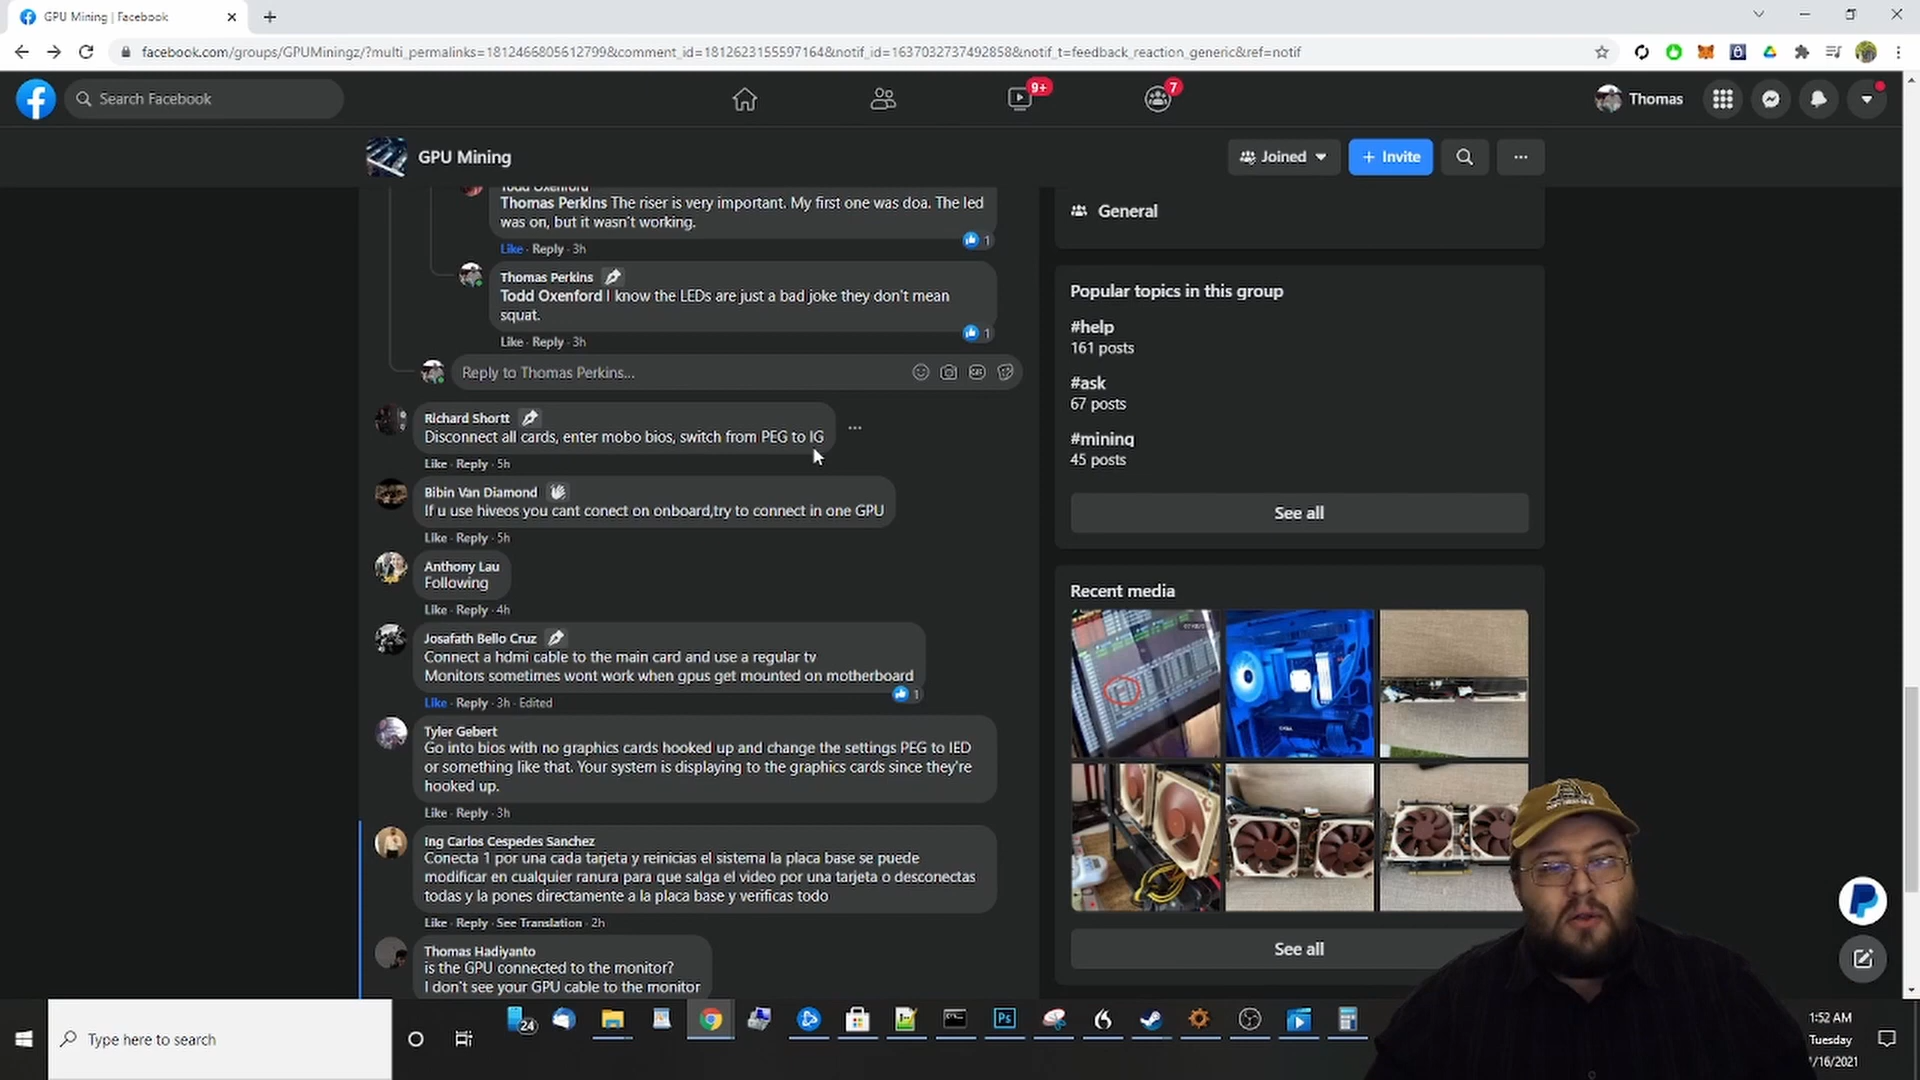 GPU Mining | Facebook
facebook.com/groups/GPUMiningz/?multi_permalinks=1812466805612799&comment_id=1812623155597164&notif_id=1637032737492858&notif_t=feedback_reaction_generic&ref=notif
Search Facebook
9+
7
Thomas
GPU Mining
Joined
+ Invite
Todd Oxenford
Thomas Perkins The riser is very important. My first one was doa. The led
was on, but it wasn't working.
1
Like · Reply · 3h
Thomas Perkins
Todd Oxenford I know the LEDs are just a bad joke they don't mean
squat.
1
Like · Reply · 3h
Reply to Thomas Perkins...
GIF
Richard Shortt
Disconnect all cards, enter mobo bios, switch from PEG to IG
Like · Reply · 5h
Bibin Van Diamond
If u use hiveos you cant conect on onboard,try to connect in one GPU
Like · Reply · 5h
Anthony Lau
Following
Like · Reply · 4h
Josafath Bello Cruz
Connect a hdmi cable to the main card and use a regular tv
Monitors sometimes wont work when gpus get mounted on motherboard
1
Like · Reply · 3h · Edited
Tyler Gebert
Go into bios with no graphics cards hooked up and change the settings PEG to IED
or something like that. Your system is displaying to the graphics cards since they're
hooked up.
Like · Reply · 3h
Ing Carlos Cespedes Sanchez
Conecta 1 por una cada tarjeta y reinicias el sistema la placa base se puede
modificar en cualquier ranura para que salga el video por una tarjeta o desconectas
todas y la pones directamente a la placa base y verificas todo
Like · Reply · See Translation · 2h
Thomas Hadiyanto
is the GPU connected to the monitor?
I don't see your GPU cable to the monitor
General
Popular topics in this group
#help
161 posts
#ask
67 posts
#mining
45 posts
See all
Recent media
See all
Type here to search
24
Ps
1:52 AM
Tuesday
/16/2021